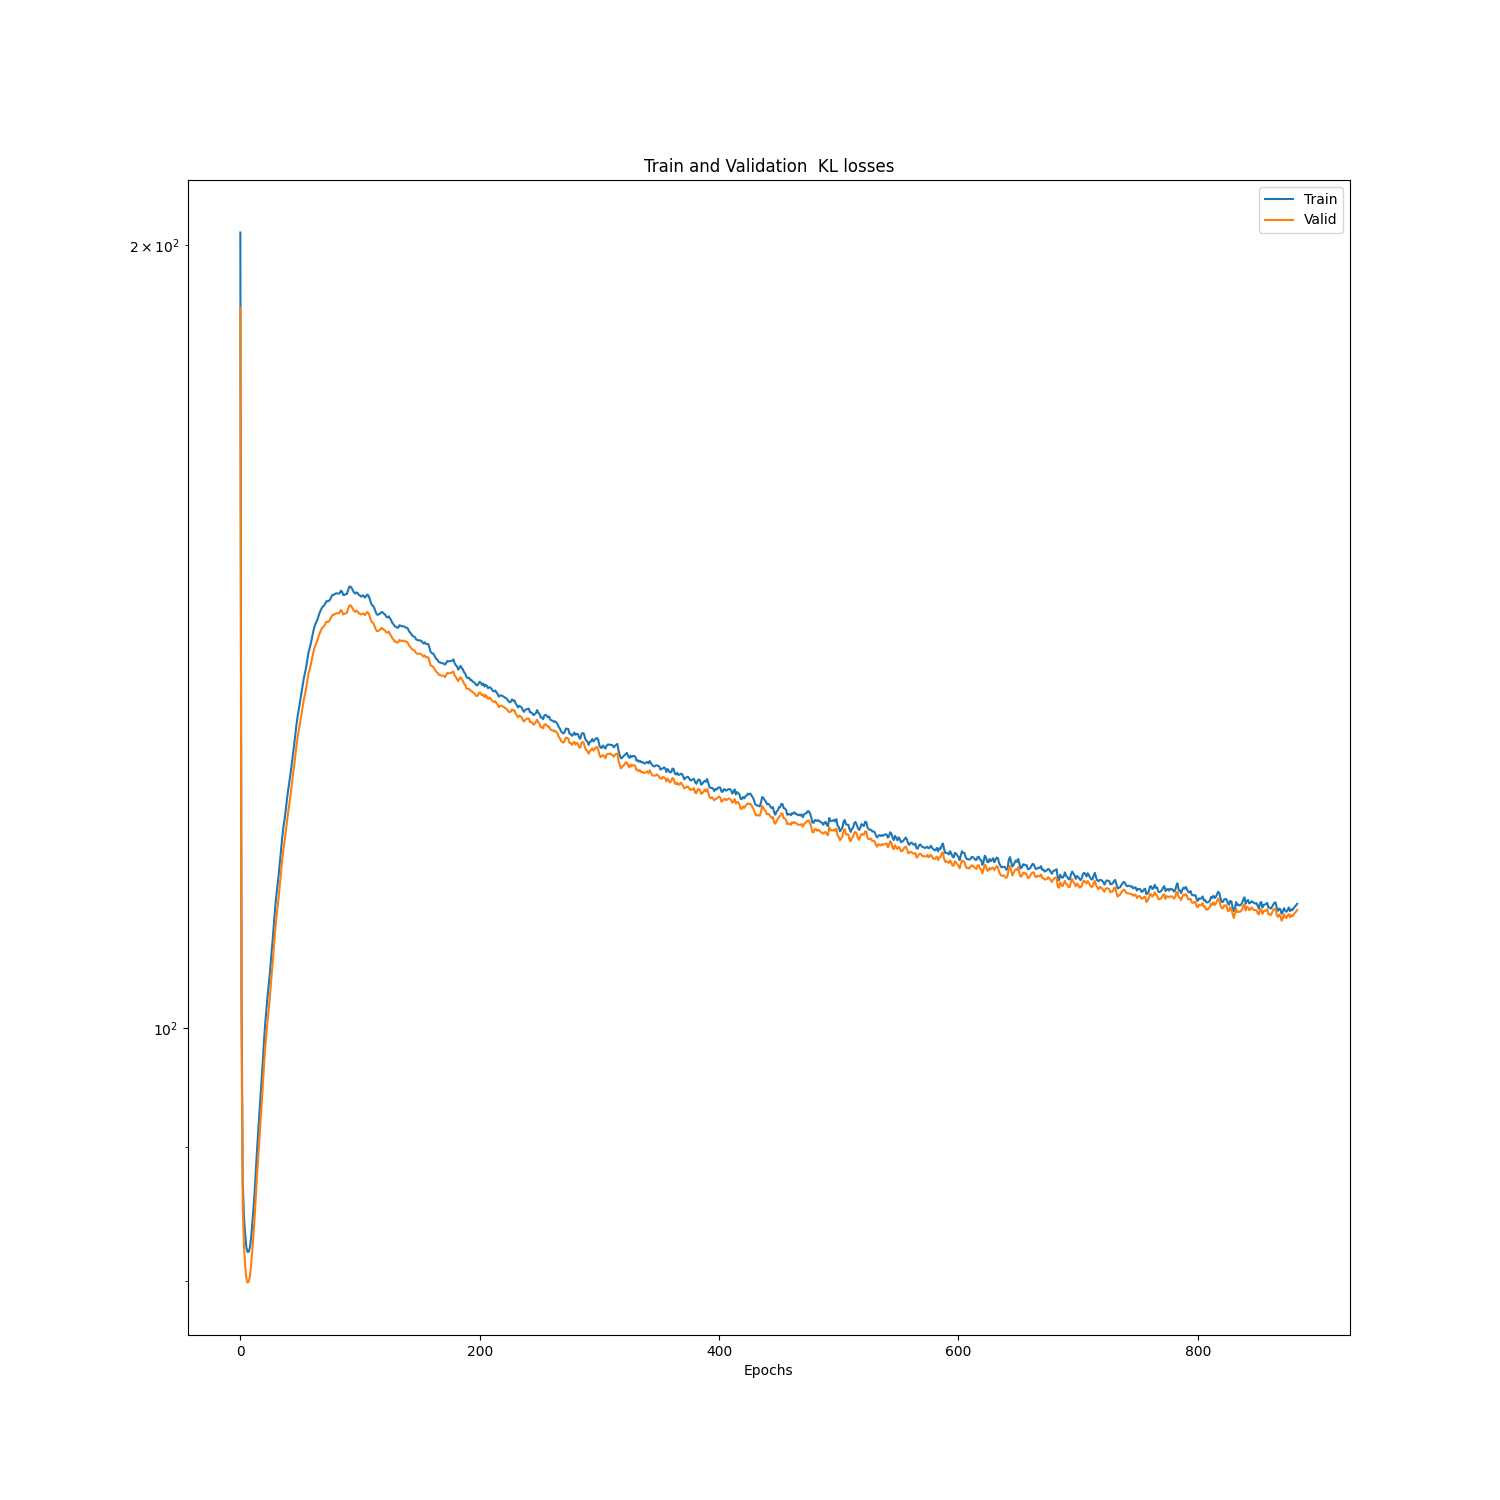 Train and Validation  KL losses
Train
Valid
2 × 10²
10²
0 200 400 600 800
Epochs